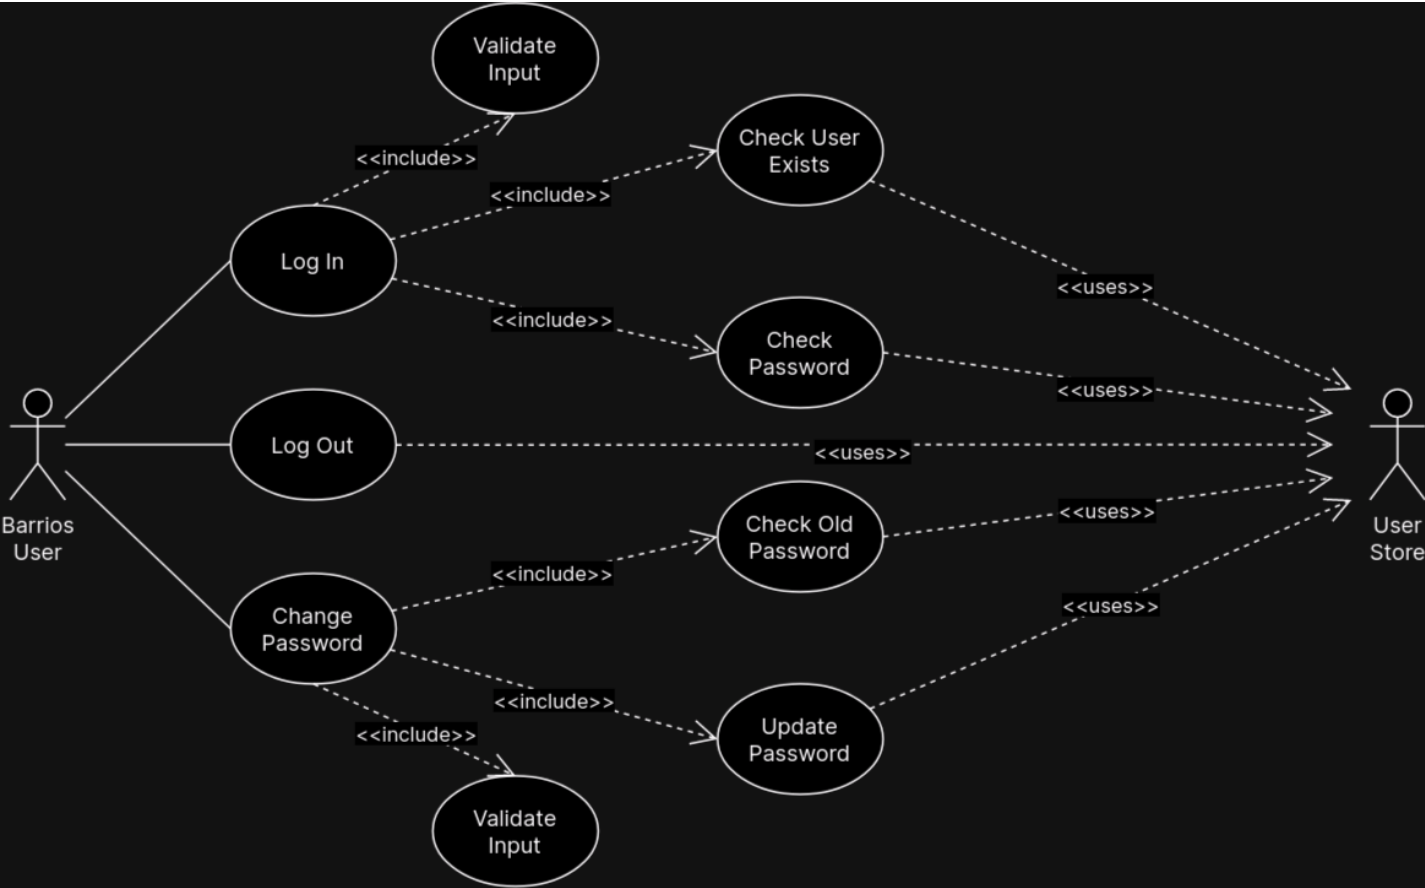 Validate
Input
<<include>>
Check User
Exists
<<include>>
Log In
<<uses>>
<<include>>
Check
Password
<<uses>>
Log Out
<<uses>>
Barrios
User
User
Store
Check Old
Password
<<uses>>
<<include>>
Change
Password
<<uses>>
<<include>>
Update
Password
<<include>>
Validate
Input